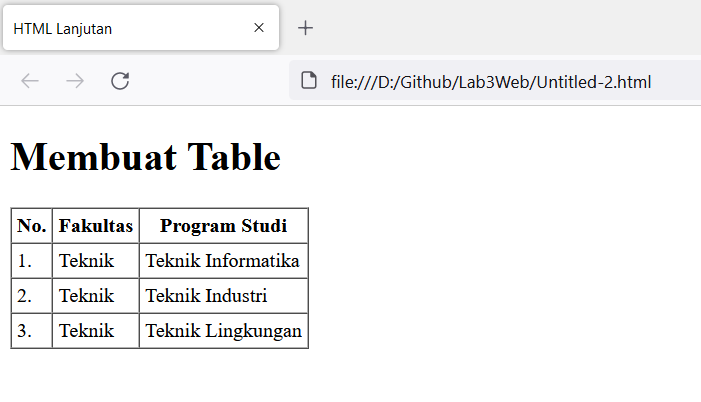 HTML Lanjutan
file:///D:/Github/Lab3Web/Untitled-2.html
Membuat Table
No. Fakultas Program Studi
1. Teknik Teknik Informatika
2. Teknik Teknik Industri
3. Teknik Teknik Lingkungan